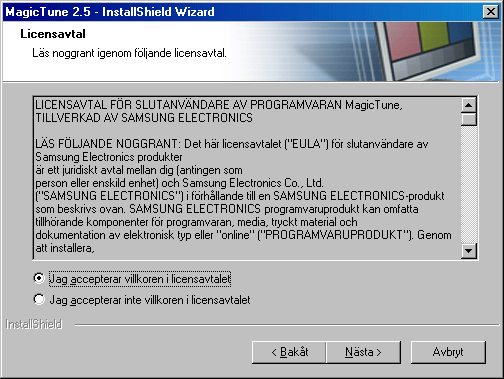 MagicTune 2.5 - InstallShield Wizard
Licensavtal
Läs noggrant igenom följande licensavtal.
LICENSAVTAL FÖR SLUTANVÄNDARE AV PROGRAMVARAN MagicTune,
TILLVERKAD AV SAMSUNG ELECTRONICS
LÄS FÖLJANDE NOGGRANT: Det här licensavtalet ("EULA") för slutanvändare av
Samsung Electronics produkter
är ett juridiskt avtal mellan dig (antingen som
person eller enskild enhet) och Samsung Electronics Co., Ltd.
("SAMSUNG ELECTRONICS") i förhållande till en SAMSUNG ELECTRONICS-produkt
som beskrivs ovan. SAMSUNG ELECTRONICS programvaruprodukt kan omfatta
tillhörande komponenter för programvaran, media, tryckt material och
dokumentation av elektronisk typ eller "online" ("PROGRAMVARUPRODUKT"). Genom
att installera,
Jag accepterar villkoren i licensavtalet
Jag accepterar inte villkoren i licensavtalet
InstallShield
< Bakåt
Nästa >
Avbryt